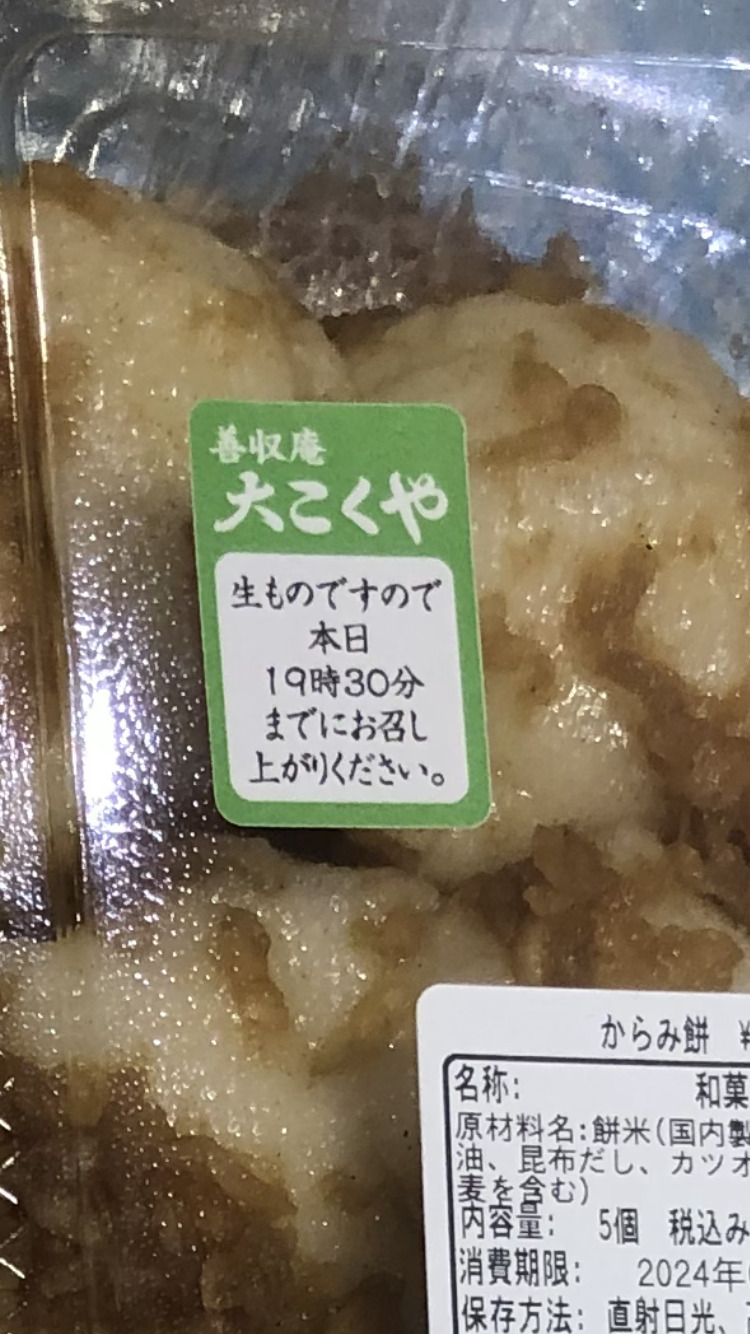 善収庵
大こくや
生ものですので
本日
19時30分
までにお召し
上がりください。
からみ餅 ¥
名称: 和菓
原材料名:餅米(国内製
油、昆布だし、カツオ
麦を含む)
内容量: 5個 税込み
消費期限: 2024年
保存方法: 直射日光、